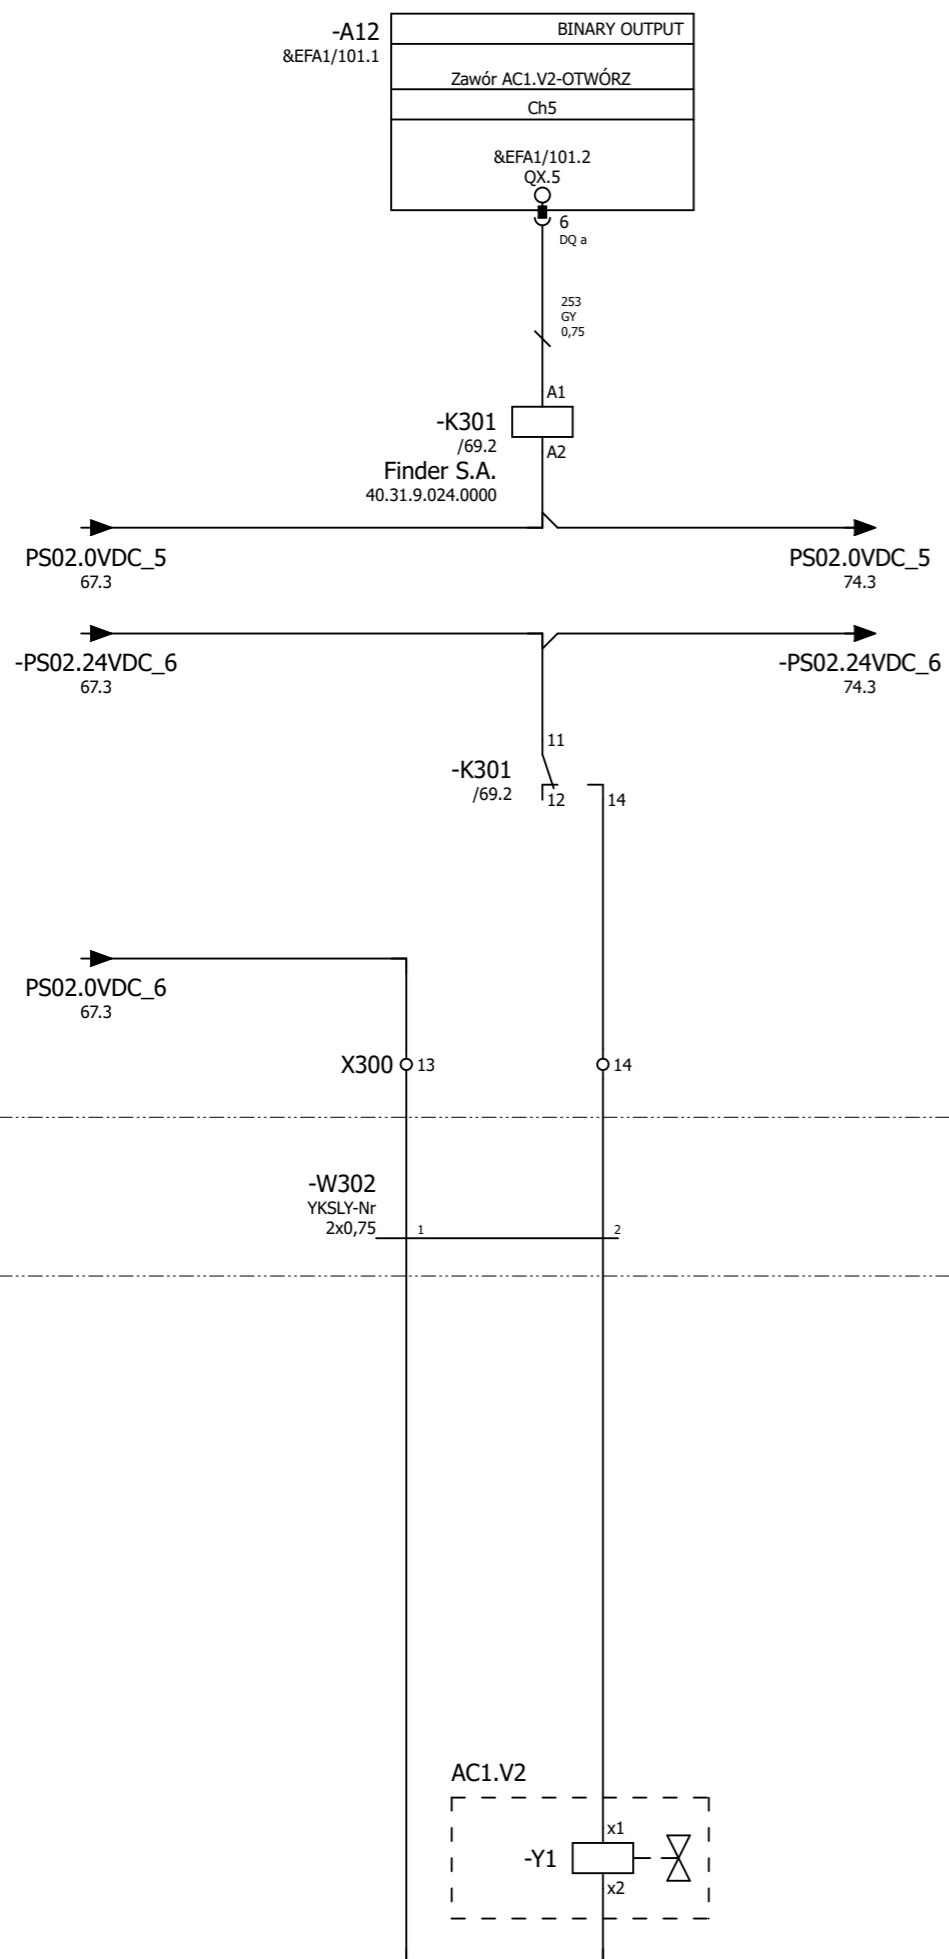 -A12
&EFA1/101.1
BINARY OUTPUT
Zawór AC1.V2-OTWÓRZ
Ch5
&EFA1/101.2
QX.5
6
DQ a
253
GY
0,75
A1
-K301
/69.2
A2
Finder S.A.
40.31.9.024.0000
PS02.0VDC_5
67.3
PS02.0VDC_5
74.3
-PS02.24VDC_6
67.3
-PS02.24VDC_6
74.3
11
-K301
/69.2
12
14
PS02.0VDC_6
67.3
X300
13
14
-W302
YKSLY-Nr
2x0,75
1
2
AC1.V2
x1
-Y1
x2